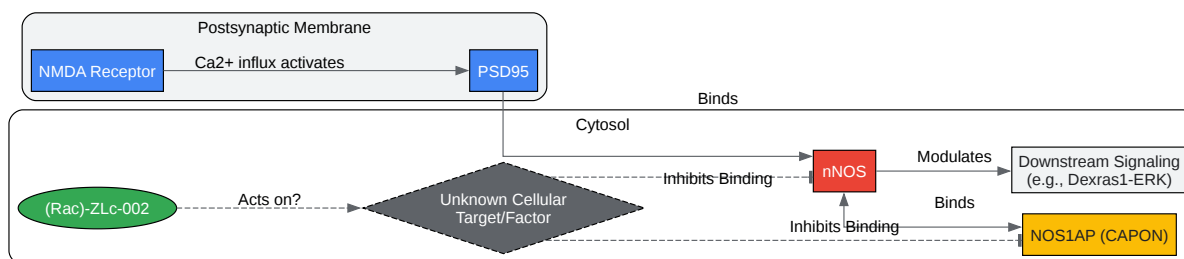 Postsynaptic Membrane
NMDA Receptor
Ca2+ influx activates
PSD95
Binds
Cytosol
nNOS
Modulates
Downstream Signaling
(e.g., Dexras1-ERK)
Inhibits Binding
(Rac)-ZLc-002
Acts on?
Unknown Cellular
Target/Factor
Binds
Inhibits Binding
NOS1AP (CAPON)